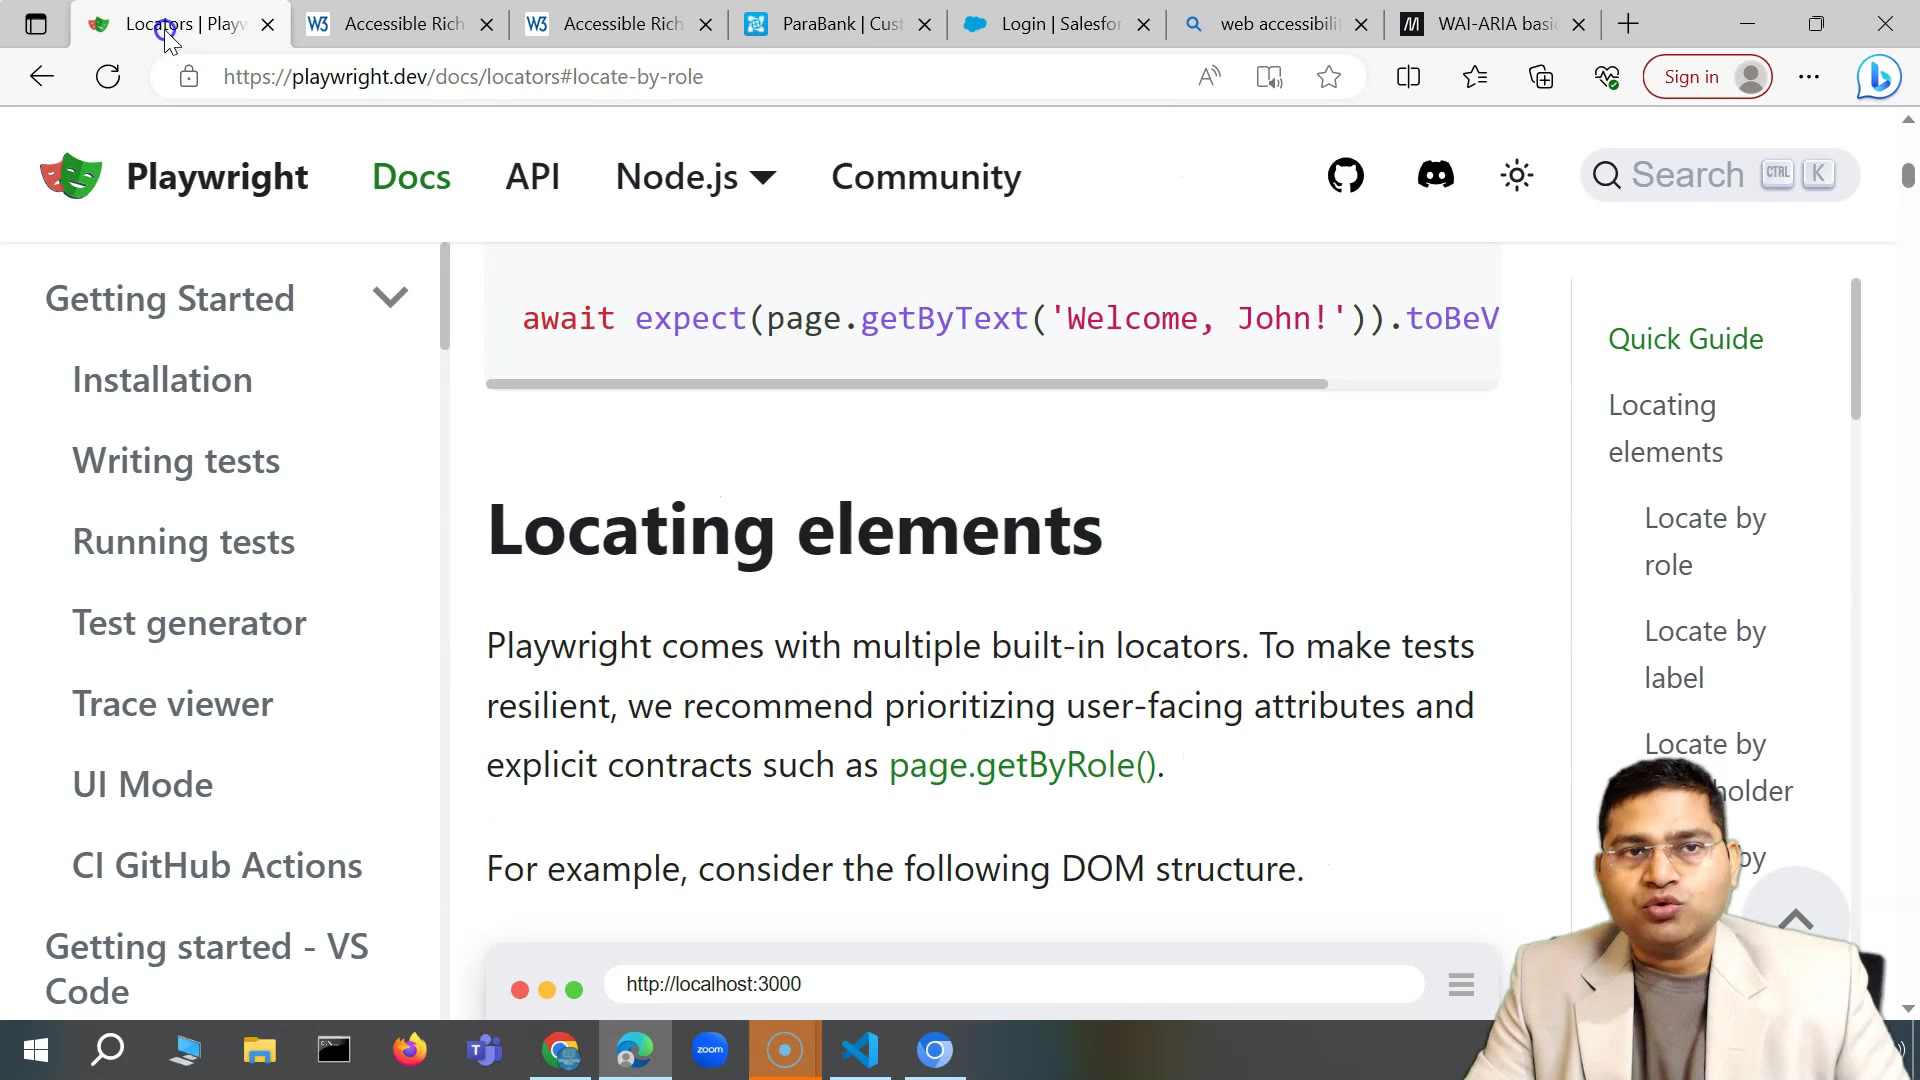 Locators | Playw
Accessible Rich
Accessible Rich
ParaBank | Cust
Login | Salesfor
web accessibili
WAI-ARIA basic
https://playwright.dev/docs/locators#locate-by-role
Sign in
Playwright
Docs
API
Node.js
Community
Search
CTRL
K
Getting Started
Installation
Writing tests
Running tests
Test generator
Trace viewer
UI Mode
CI GitHub Actions
Getting started - VS
Code
await expect(page.getByText('Welcome, John!')).toBeV
Locating elements
Playwright comes with multiple built-in locators. To make tests
resilient, we recommend prioritizing user-facing attributes and
explicit contracts such as page.getByRole().
For example, consider the following DOM structure.
http://localhost:3000
Quick Guide
Locating
elements
Locate by
role
Locate by
label
Locate by
holder
by
zoom